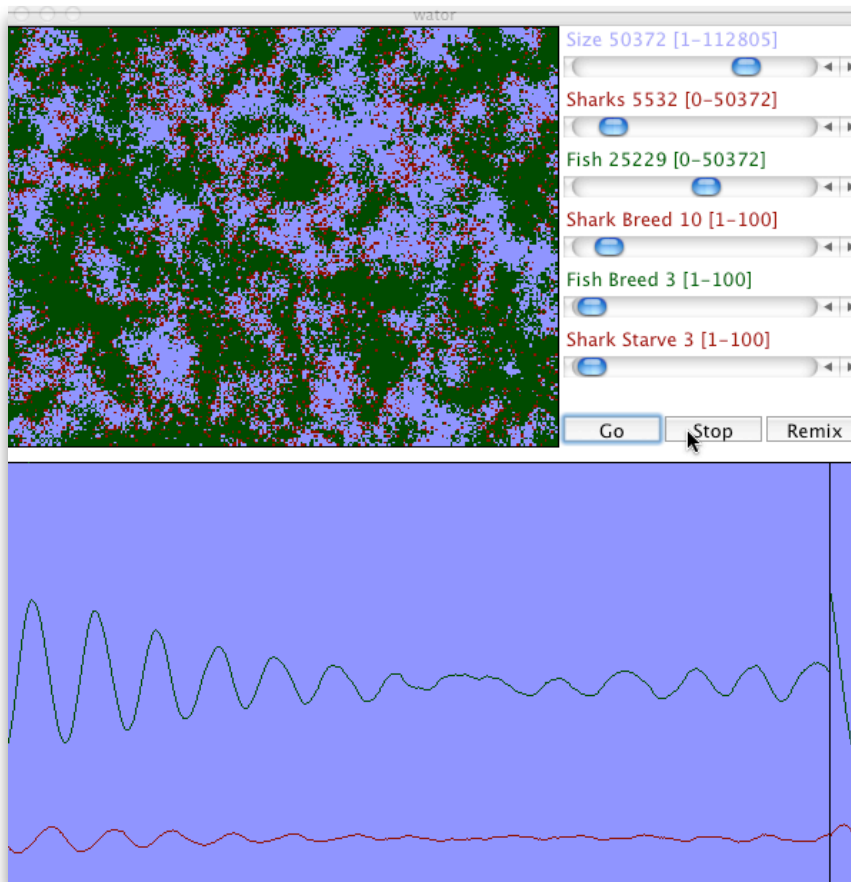 wator
Size 50372 [1-112805]
Sharks 5532 [0-50372]
Fish 25229 [0-50372]
Shark Breed 10 [1-100]
Fish Breed 3 [1-100]
Shark Starve 3 [1-100]
Go Stop Remix